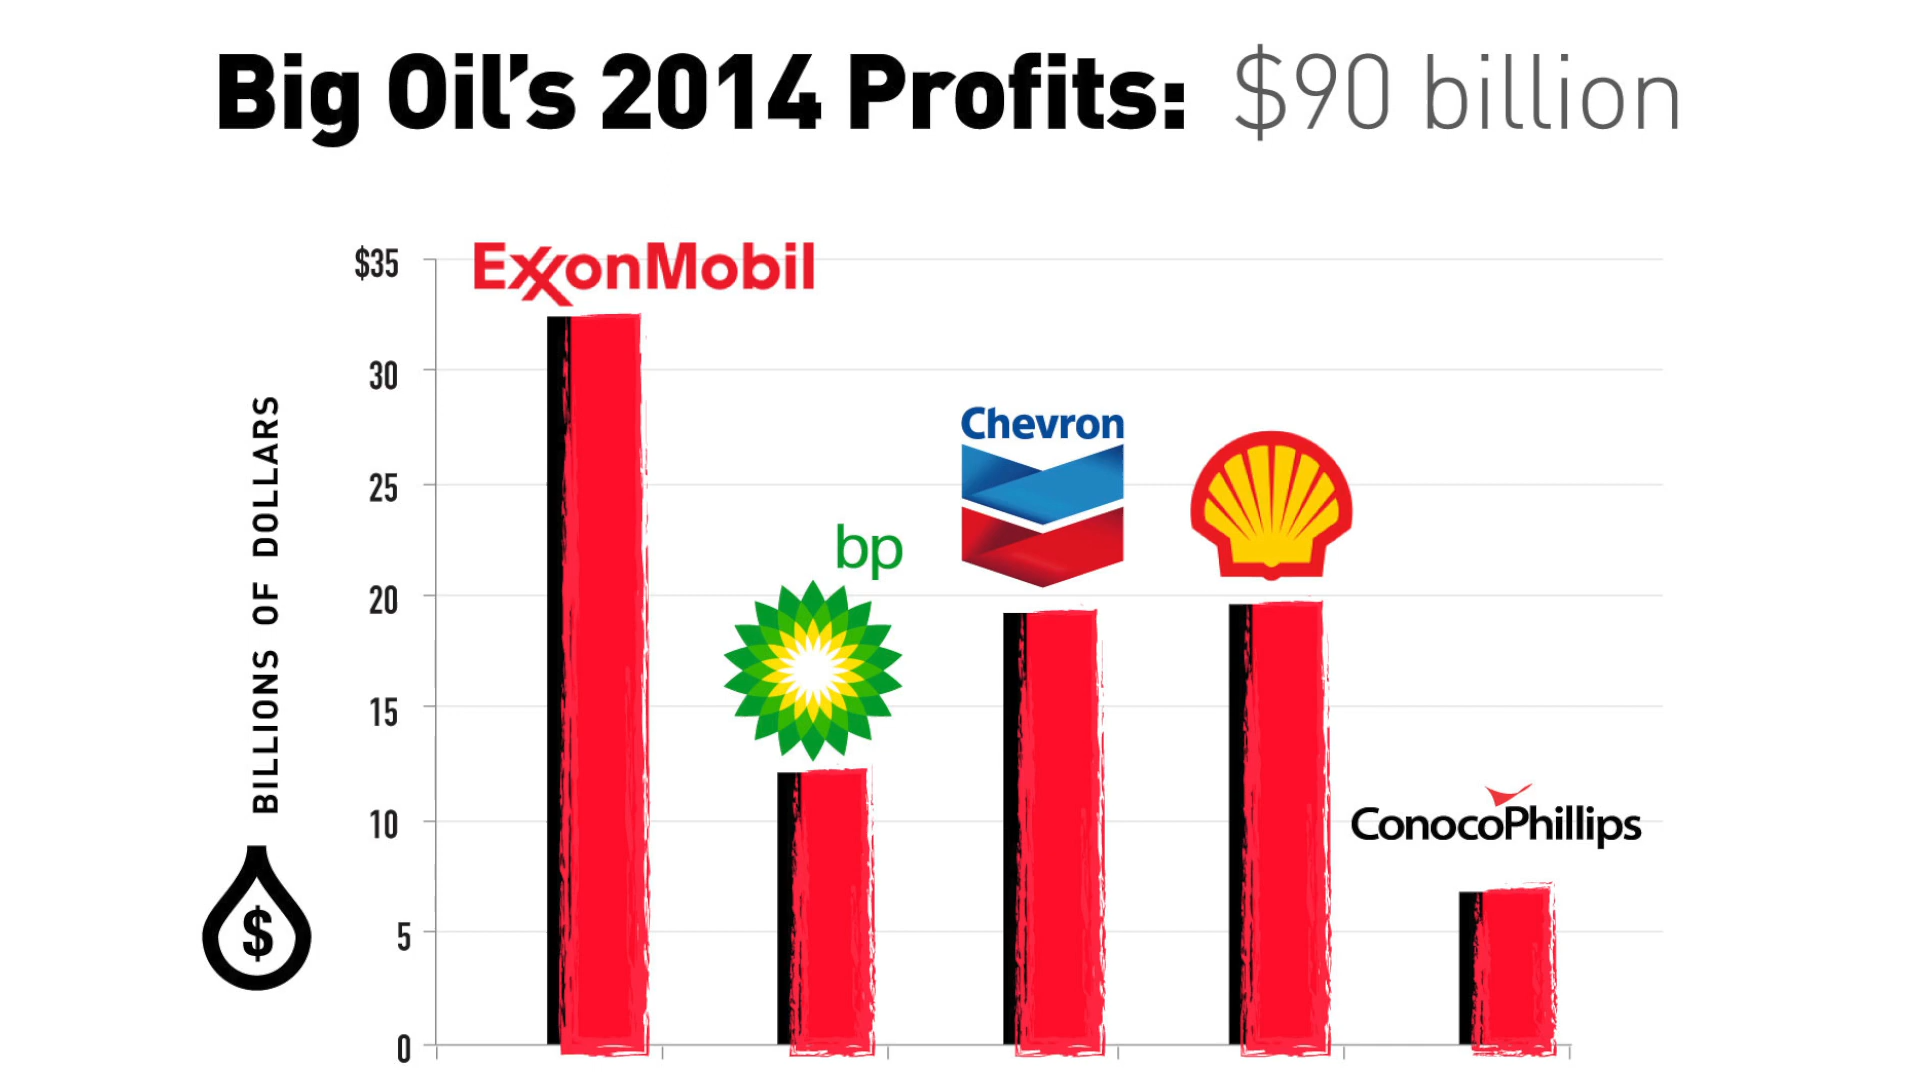 Big Oil’s 2014 Profits: $90 billion
$35
30
25
20
15
10
5
0
BILLIONS OF DOLLARS
$
ExxonMobil
bp
Chevron
ConocoPhillips